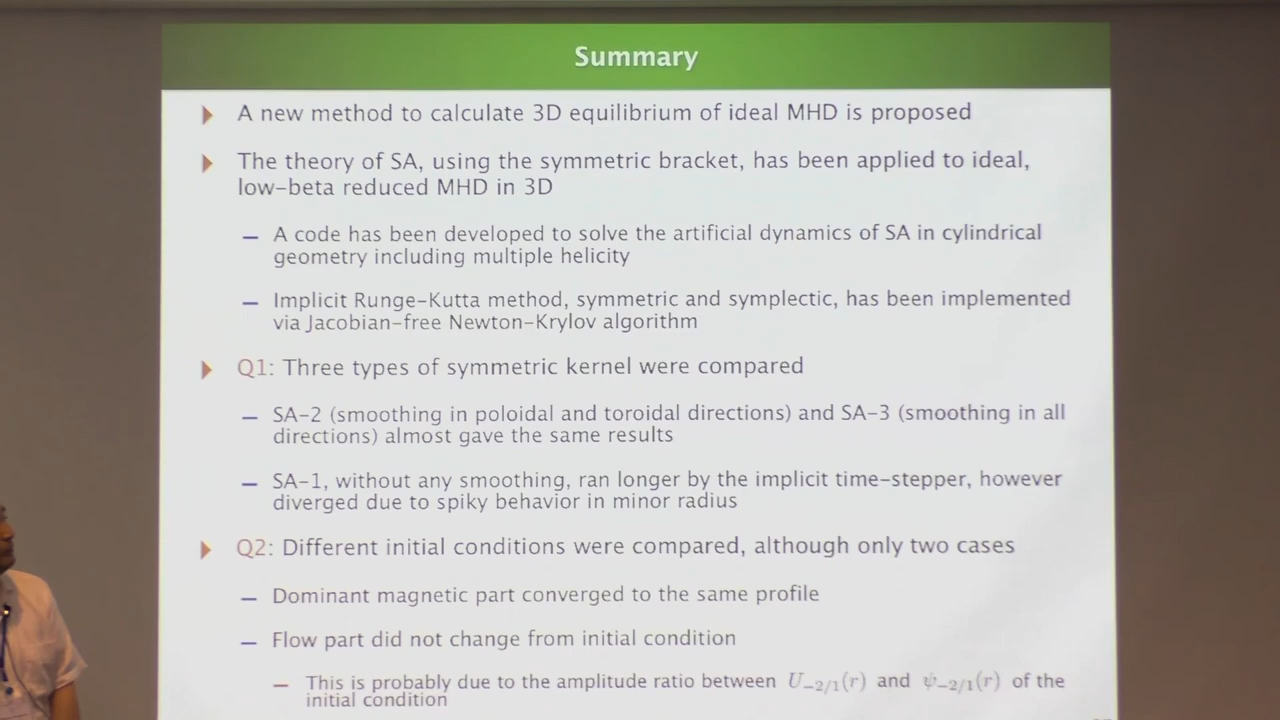 Summary
A new method to calculate 3D equilibrium of ideal MHD is proposed
The theory of SA, using the symmetric bracket, has been applied to ideal,
low-beta reduced MHD in 3D
– A code has been developed to solve the artificial dynamics of SA in cylindrical
geometry including multiple helicity
– Implicit Runge-Kutta method, symmetric and symplectic, has been implemented
via Jacobian-free Newton-Krylov algorithm
Q1: Three types of symmetric kernel were compared
– SA-2 (smoothing in poloidal and toroidal directions) and SA-3 (smoothing in all
directions) almost gave the same results
– SA-1, without any smoothing, ran longer by the implicit time-stepper, however
diverged due to spiky behavior in minor radius
Q2: Different initial conditions were compared, although only two cases
– Dominant magnetic part converged to the same profile
– Flow part did not change from initial condition
– This is probably due to the amplitude ratio between U₋₂/₁(r) and ψ₋₂/₁(r) of the
initial condition